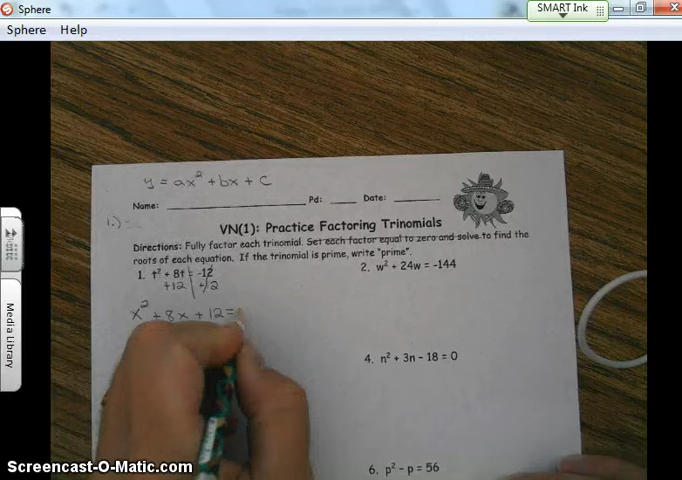 Sphere
SMART Ink
Sphere Help
Media Library
y = ax² + bx + c
Name: Pd: Date:
1.)
VN(1): Practice Factoring Trinomials
Directions: Fully factor each trinomial. Set each factor equal to zero and solve to find the
roots of each equation. If the trinomial is prime, write "prime".
1. t² + 8t = -12
+12 +12
x² + 8x + 12 =
2. w² + 24w = -144
4. n² + 3n - 18 = 0
6. p² - p = 56
Screencast-O-Matic.com